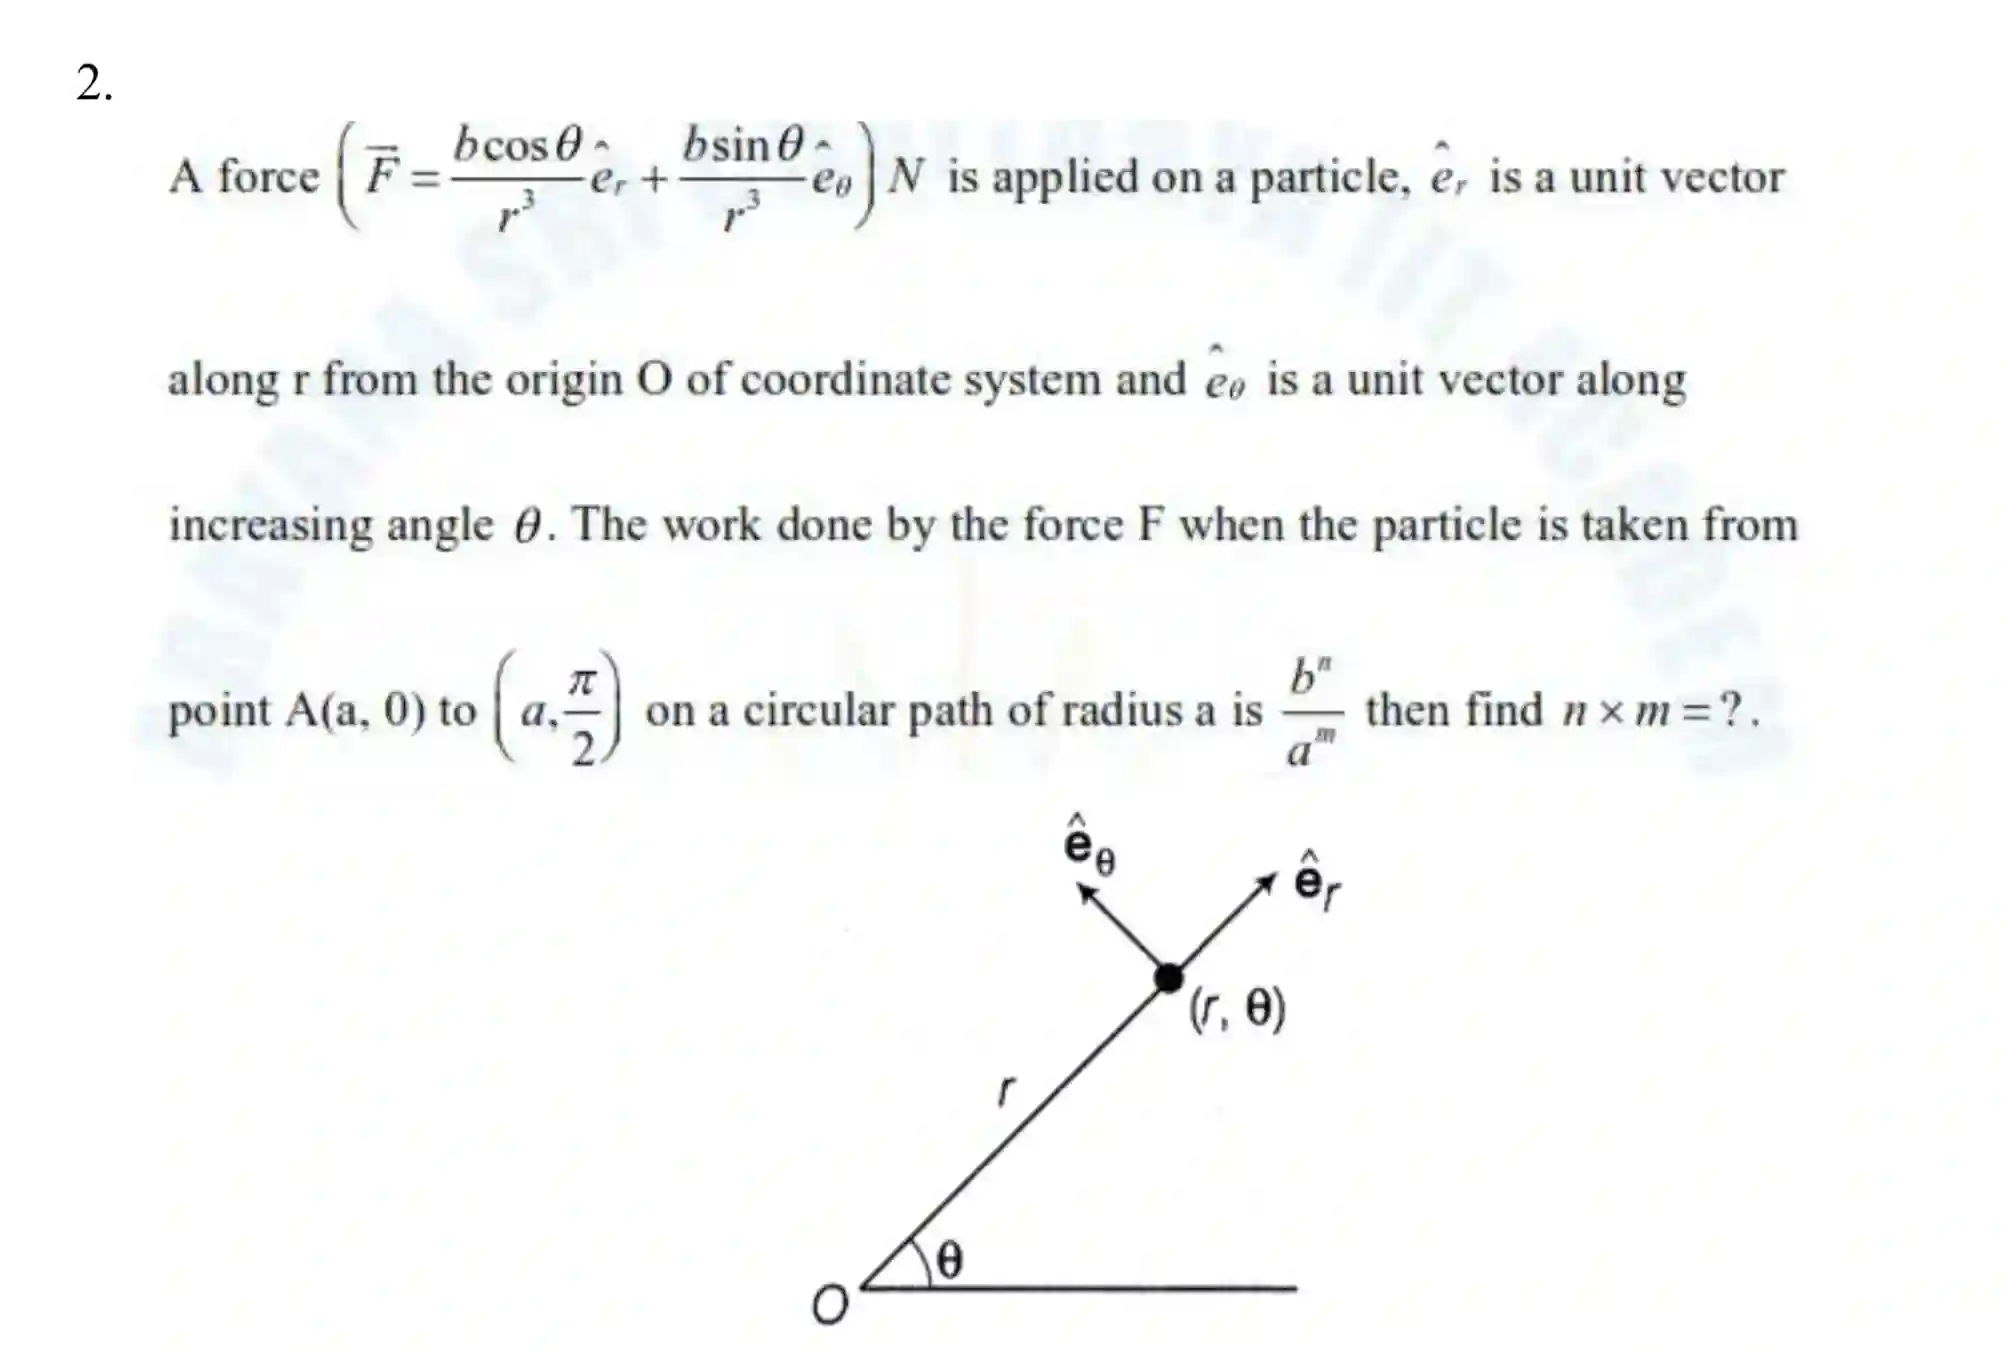 2.
A force $\left(\overline{F}=\frac{b\cos\theta}{r^3}\hat{e}_r+\frac{b\sin\theta}{r^3}\hat{e}_\theta\right)N$ is applied on a particle, $\hat{e}_r$ is a unit vector
along r from the origin O of coordinate system and $\hat{e}_\theta$ is a unit vector along
increasing angle $\theta$. The work done by the force F when the particle is taken from
point A(a, 0) to $\left(a,\frac{\pi}{2}\right)$ on a circular path of radius a is $\frac{b^n}{a^m}$ then find $n \times m = ?$.
$\hat{e}_\theta$
$\hat{e}_r$
(r, θ)
r
θ
O